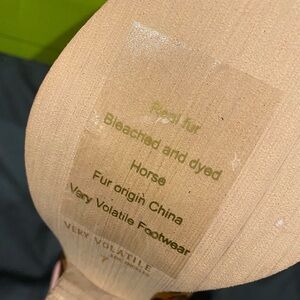 Real fur
Bleached and dyed
Horse
Fur origin China
Very Volatile Footwear
VERY VOLATILE